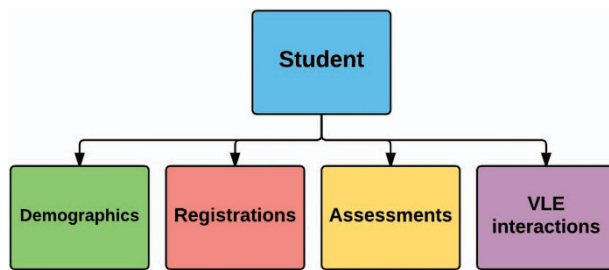 Student
Demographics
Registrations
Assessments
VLE
interactions